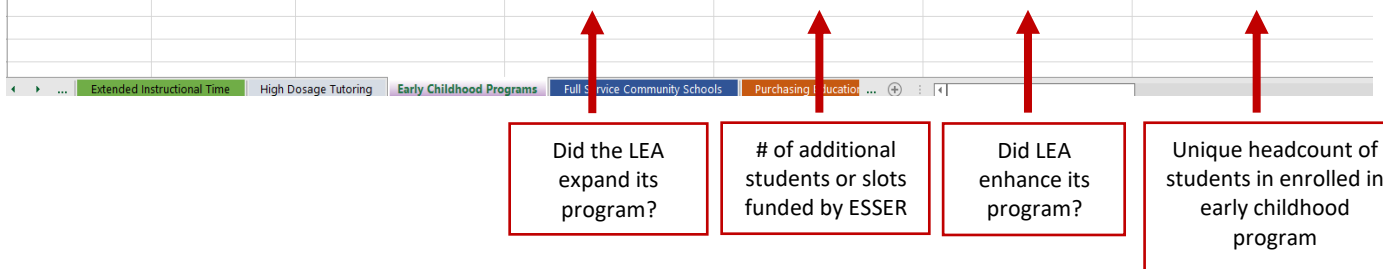 ... Extended Instructional Time High Dosage Tutoring Early Childhood Programs Full Service Community Schools Purchasing Education ...
Did the LEA
expand its
program?
# of additional
students or slots
funded by ESSER
Did LEA
enhance its
program?
Unique headcount of
students in enrolled in
early childhood
program